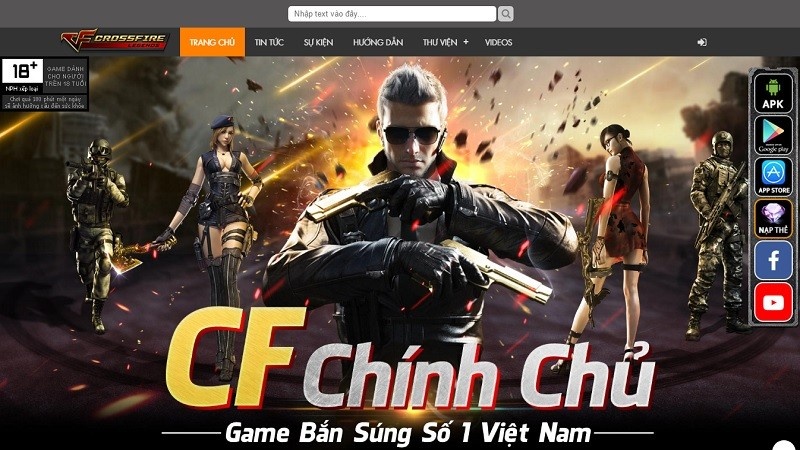 Nhập text vào đây....
CROSSFIRE
LEGENDS
TRANG CHỦ TIN TỨC SỰ KIỆN HƯỚNG DẪN THƯ VIỆN + VIDEOS
18+
NPH xếp loại
GAME DÀNH
CHO NGƯỜI
TRÊN 18 TUỔI
Chơi quá 180 phút một ngày
sẽ ảnh hưởng xấu đến sức khỏe
APK
Google play
APP STORE
NẠP THẺ
CF Chính Chủ
Game Bắn Súng Số 1 Việt Nam